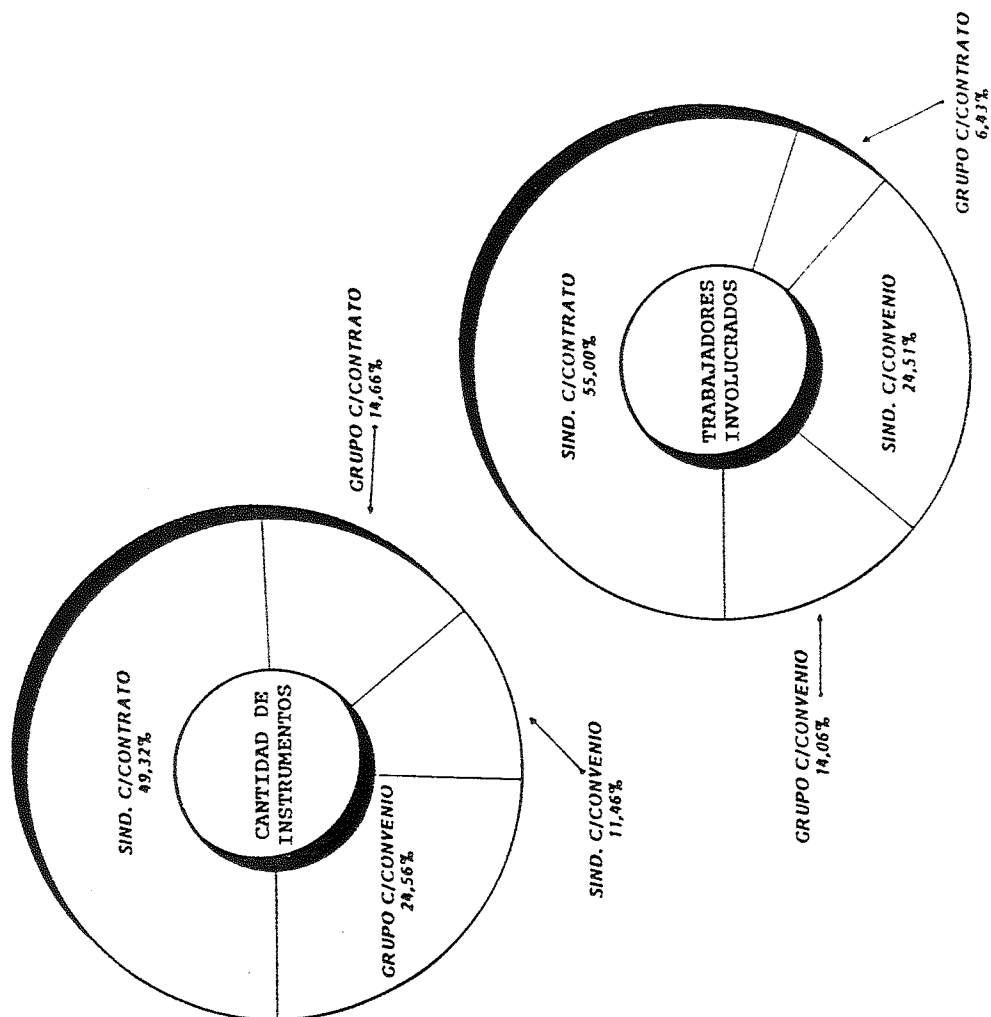 CANTIDAD DE
INSTRUMENTOS
SIND. C/CONTRATO
49,32%
GRUPO C/CONTRATO
14,66%
SIND. C/CONVENIO
11,46%
GRUPO C/CONVENIO
24,56%
TRABAJADORES
INVOLUCRADOS
SIND. C/CONTRATO
55,00%
GRUPO C/CONTRATO
6,43%
SIND. C/CONVENIO
24,51%
GRUPO C/CONVENIO
14,06%